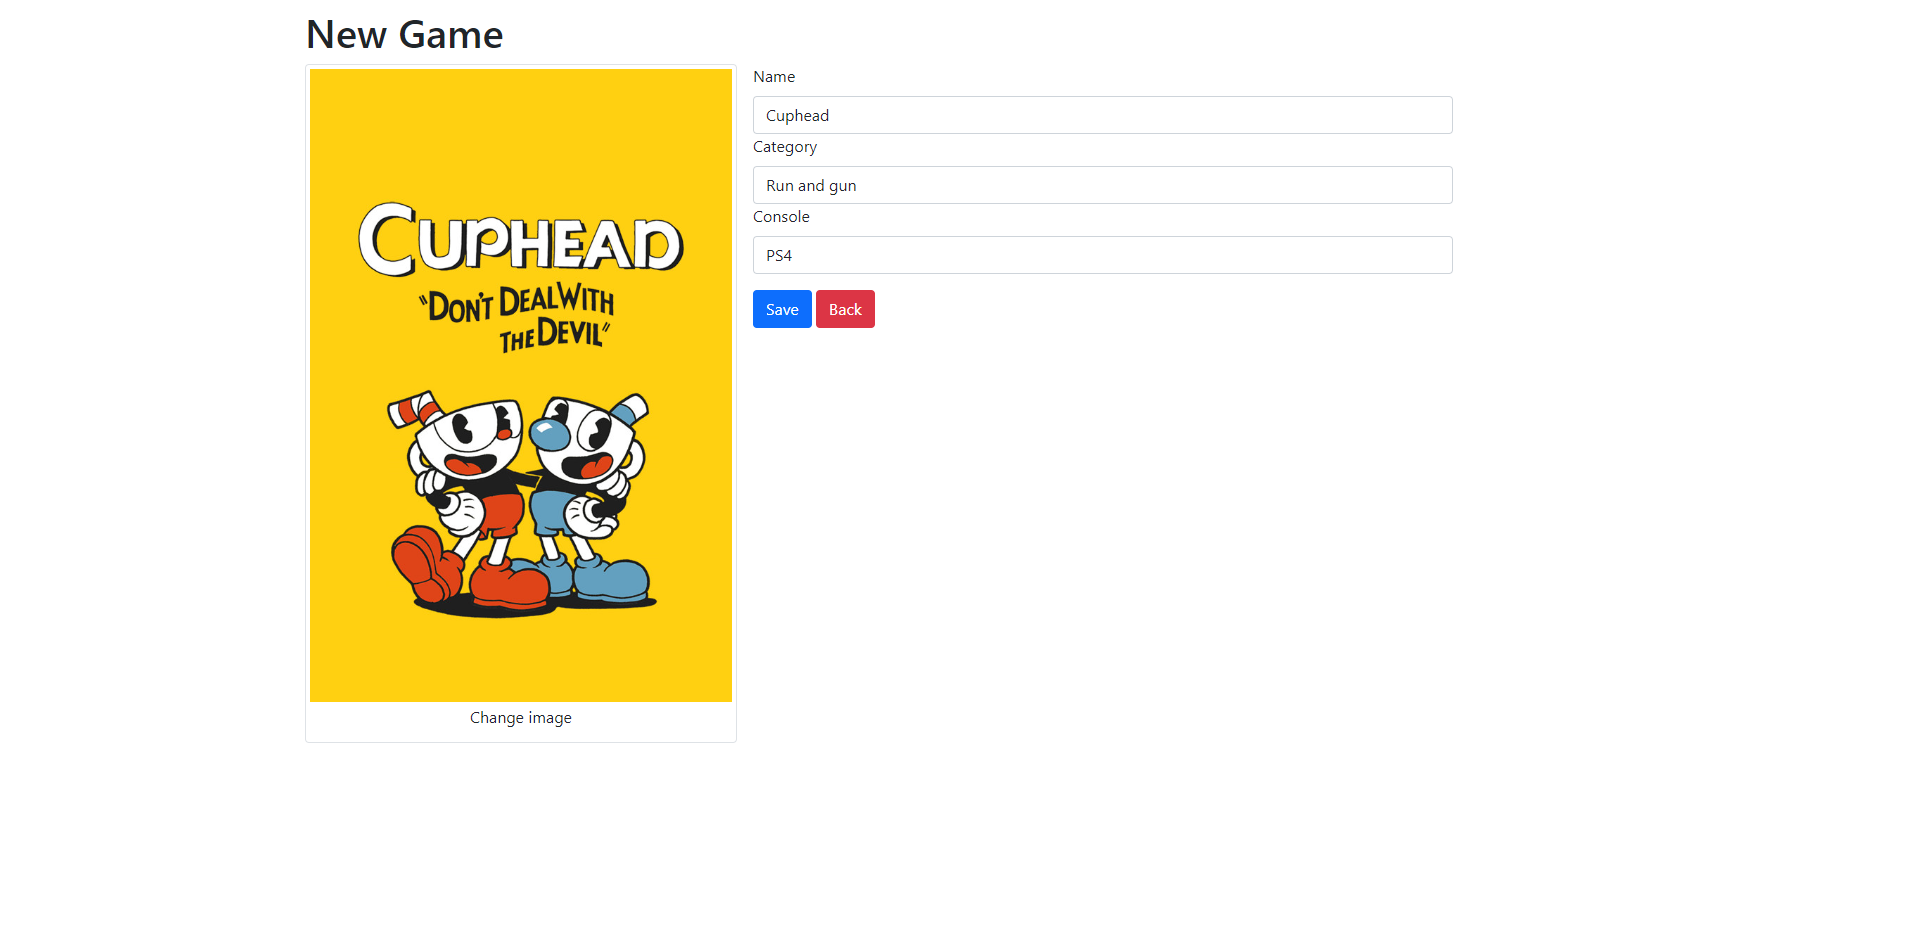 New Game
CUPHEAD
"DON'T DEAL WITH
THE DEVIL"
Change image
Name
Cuphead
Category
Run and gun
Console
PS4
Save Back